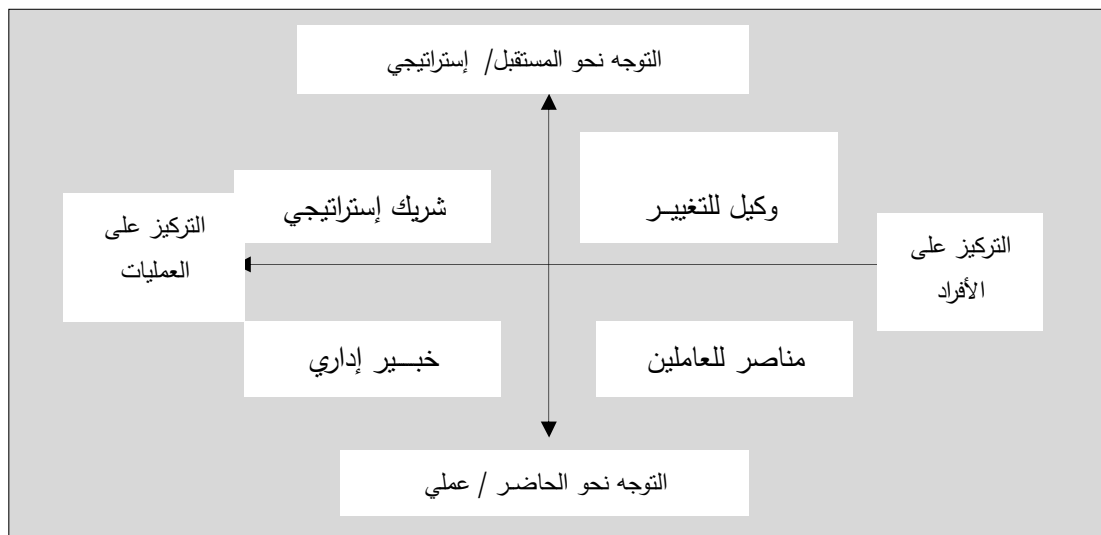 التوجه نحو المستقبل/ إستراتيجي
وكيل للتغييـر
شريك إستراتيجي
التركيز على
الأفراد
التركيز على
العمليات
مناصر للعاملين
خبـــير إداري
التوجه نحو الحاضـر / عملي